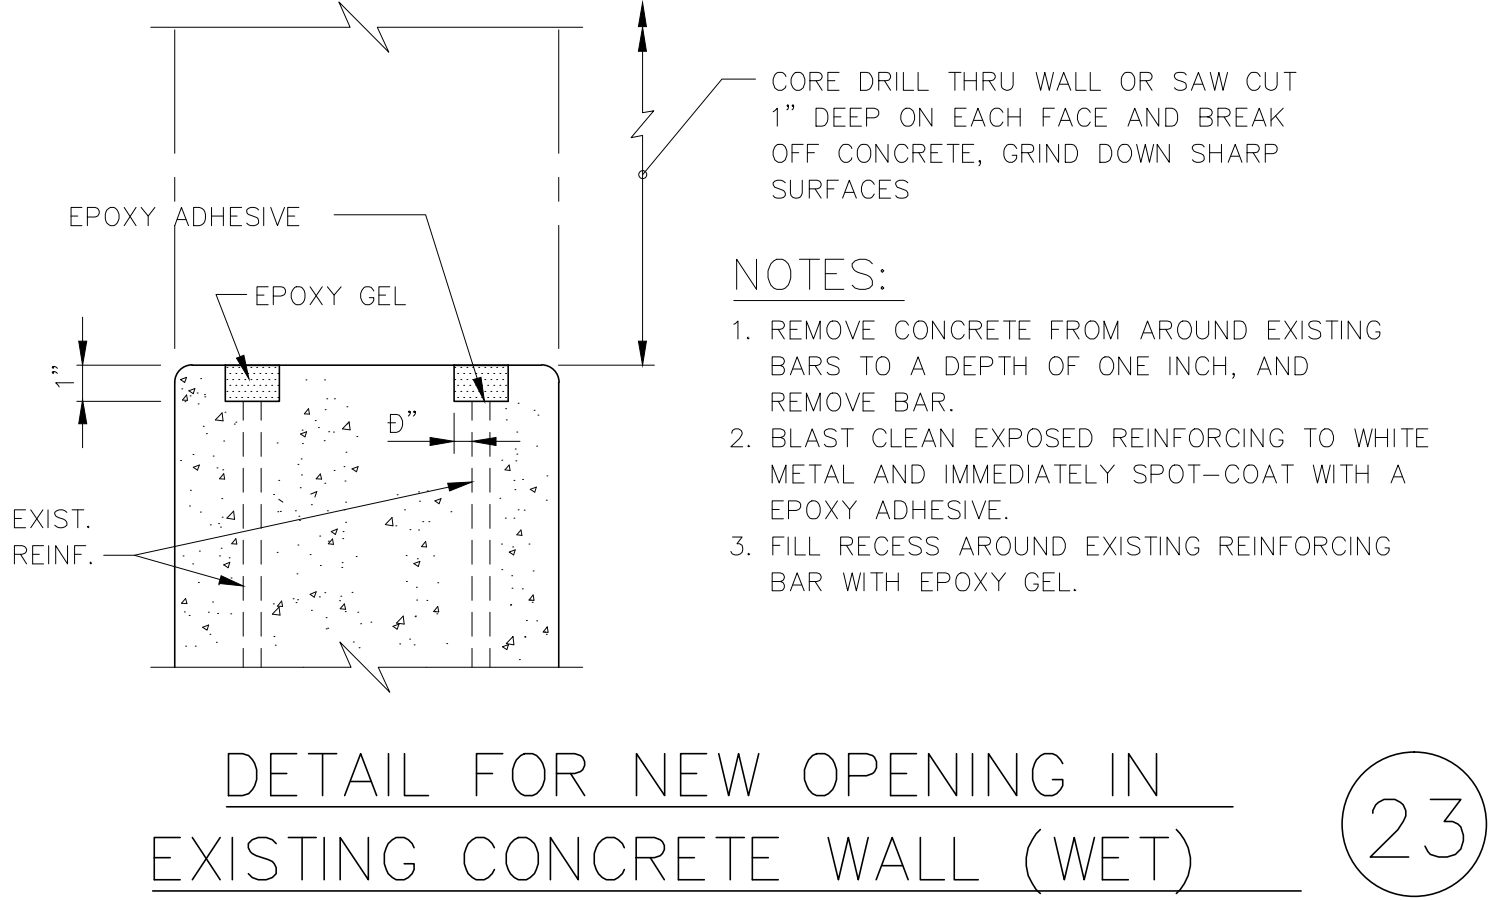 CORE DRILL THRU WALL OR SAW CUT
1” DEEP ON EACH FACE AND BREAK
OFF CONCRETE, GRIND DOWN SHARP
SURFACES
EPOXY ADHESIVE
EPOXY GEL
1”
Đ”
EXIST.
REINF.
NOTES:
1. REMOVE CONCRETE FROM AROUND EXISTING
BARS TO A DEPTH OF ONE INCH, AND
REMOVE BAR.
2. BLAST CLEAN EXPOSED REINFORCING TO WHITE
METAL AND IMMEDIATELY SPOT-COAT WITH A
EPOXY ADHESIVE.
3. FILL RECESS AROUND EXISTING REINFORCING
BAR WITH EPOXY GEL.
DETAIL FOR NEW OPENING IN
EXISTING CONCRETE WALL (WET)
23